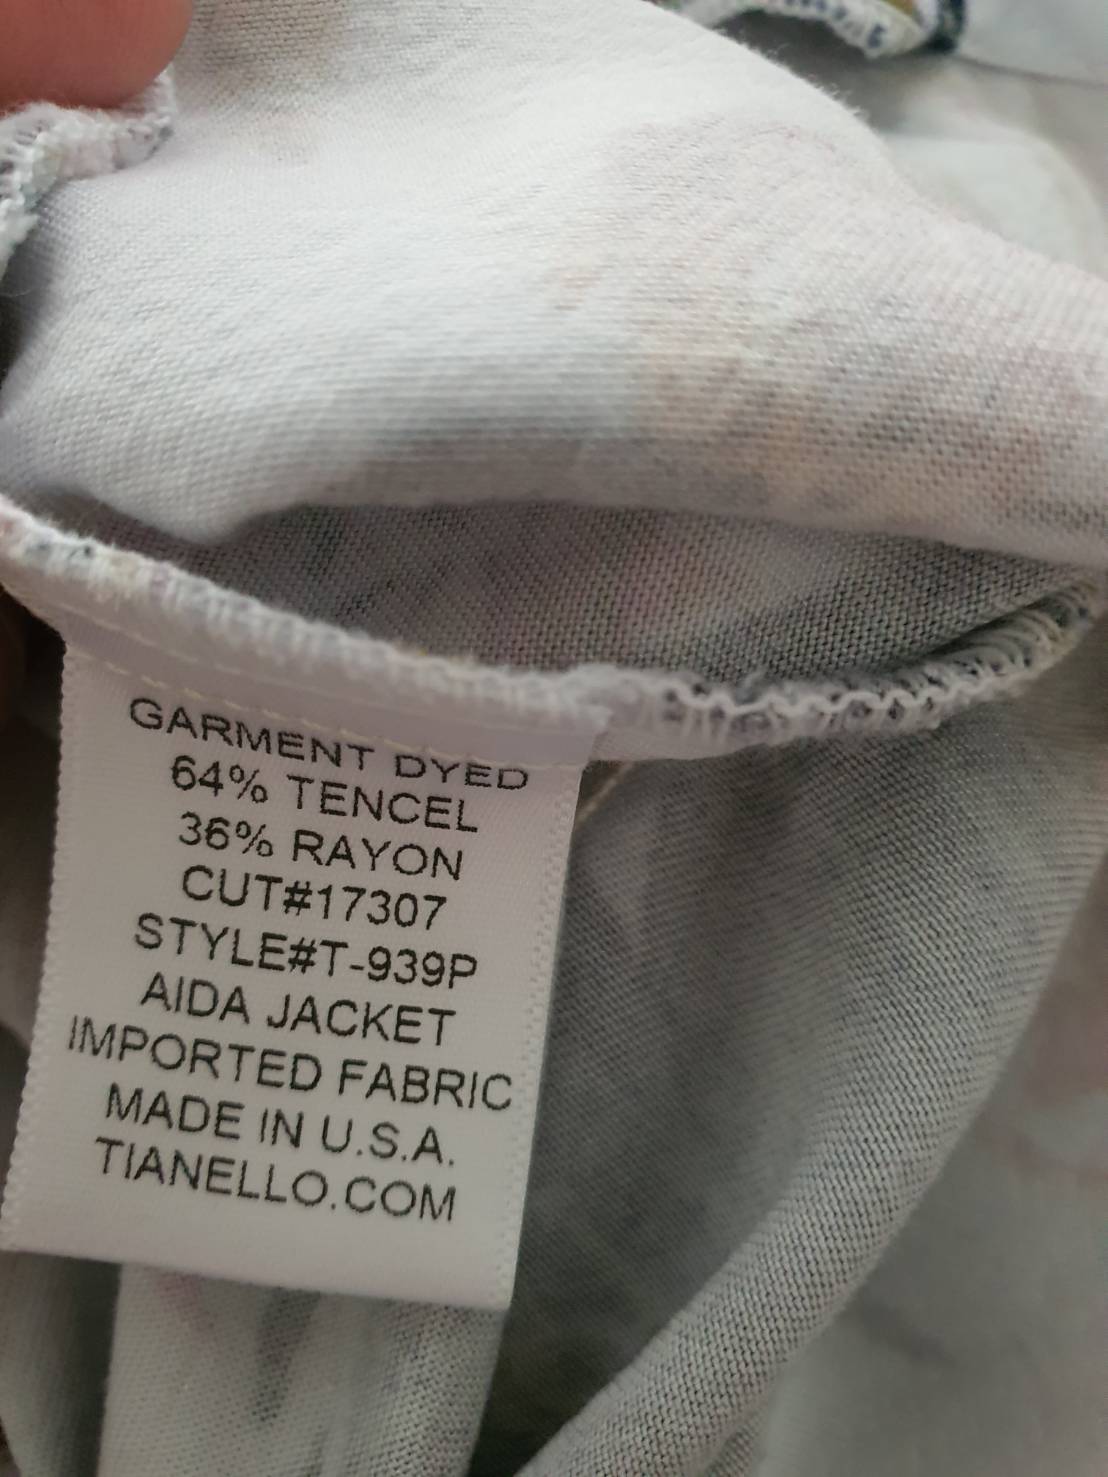 GARMENT DYED
64% TENCEL
36% RAYON
CUT#17307
STYLE#T-939P
AIDA JACKET
IMPORTED FABRIC
MADE IN U.S.A.
TIANELLO.COM